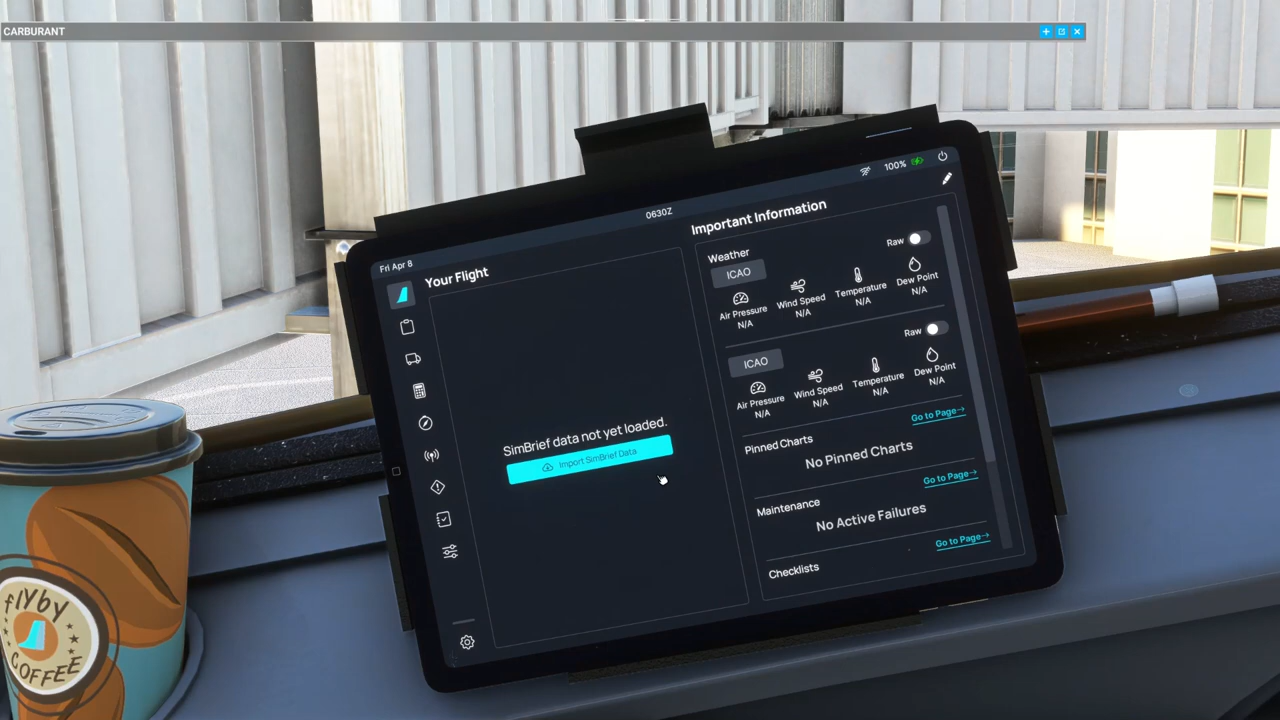 CARBURANT
Fri Apr 8
0630Z
100%
Your Flight
SimBrief data not yet loaded.
Import SimBrief Data
Important Information
Weather
Raw
ICAO
Air Pressure
N/A
Wind Speed
N/A
Temperature
N/A
Dew Point
N/A
Raw
ICAO
Air Pressure
N/A
Wind Speed
N/A
Temperature
N/A
Dew Point
N/A
Pinned Charts
Go to Page
No Pinned Charts
Maintenance
Go to Page
No Active Failures
Checklists
Go to Page
flyby
COFFEE